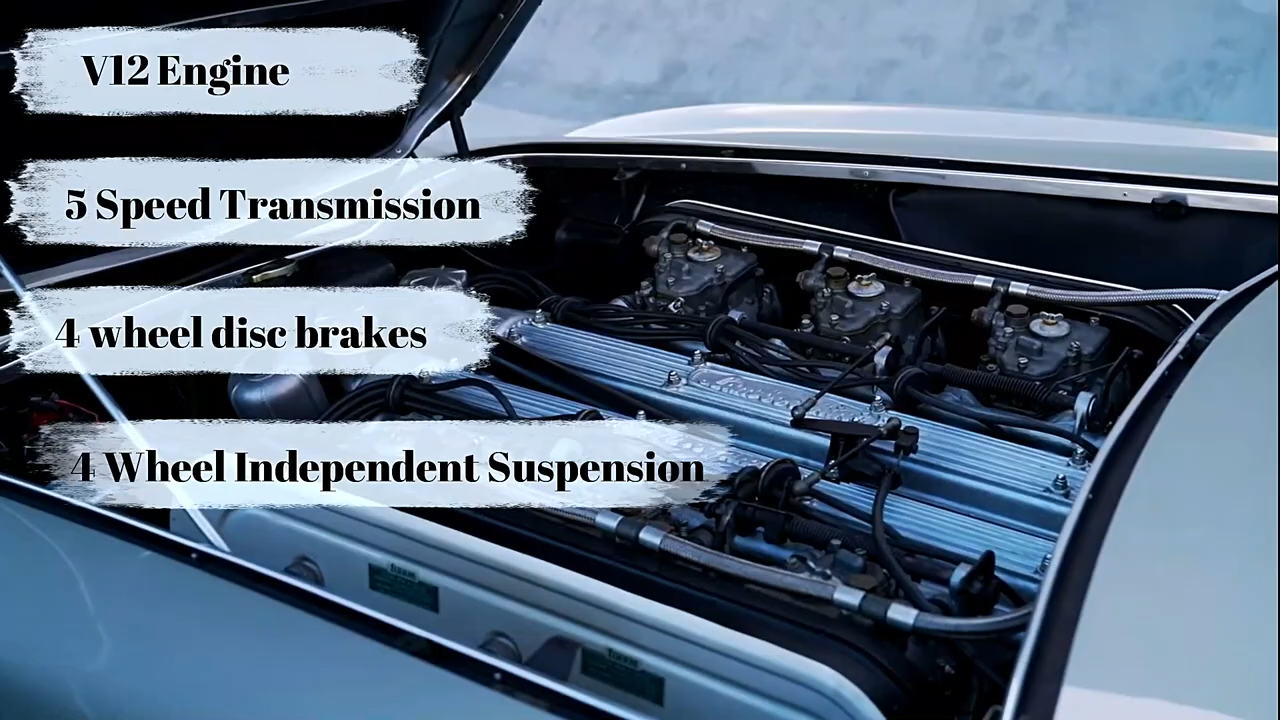 V12 Engine
5 Speed Transmission
4 wheel disc brakes
4 Wheel Independent Suspension